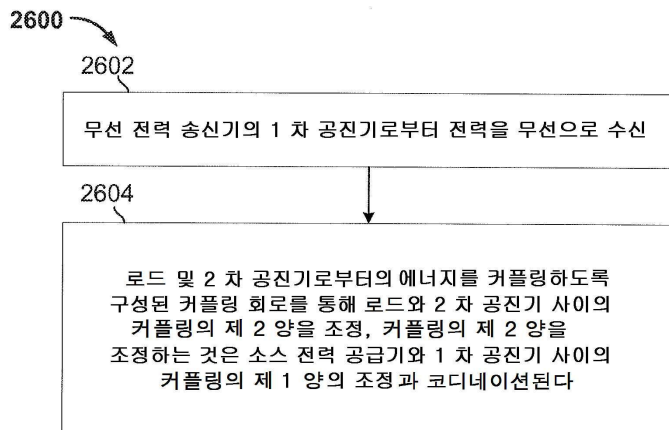 2600
2602
무선 전력 송신기의 1 차 공진기로부터 전력을 무선으로 수신
2604
로드 및 2 차 공진기로부터의 에너지를 커플링하도록
구성된 커플링 회로를 통해 로드와 2 차 공진기 사이의
커플링의 제 2 양을 조정, 커플링의 제 2 양을
조정하는 것은 소스 전력 공급기와 1 차 공진기 사이의
커플링의 제 1 양의 조정과 코디네이션된다